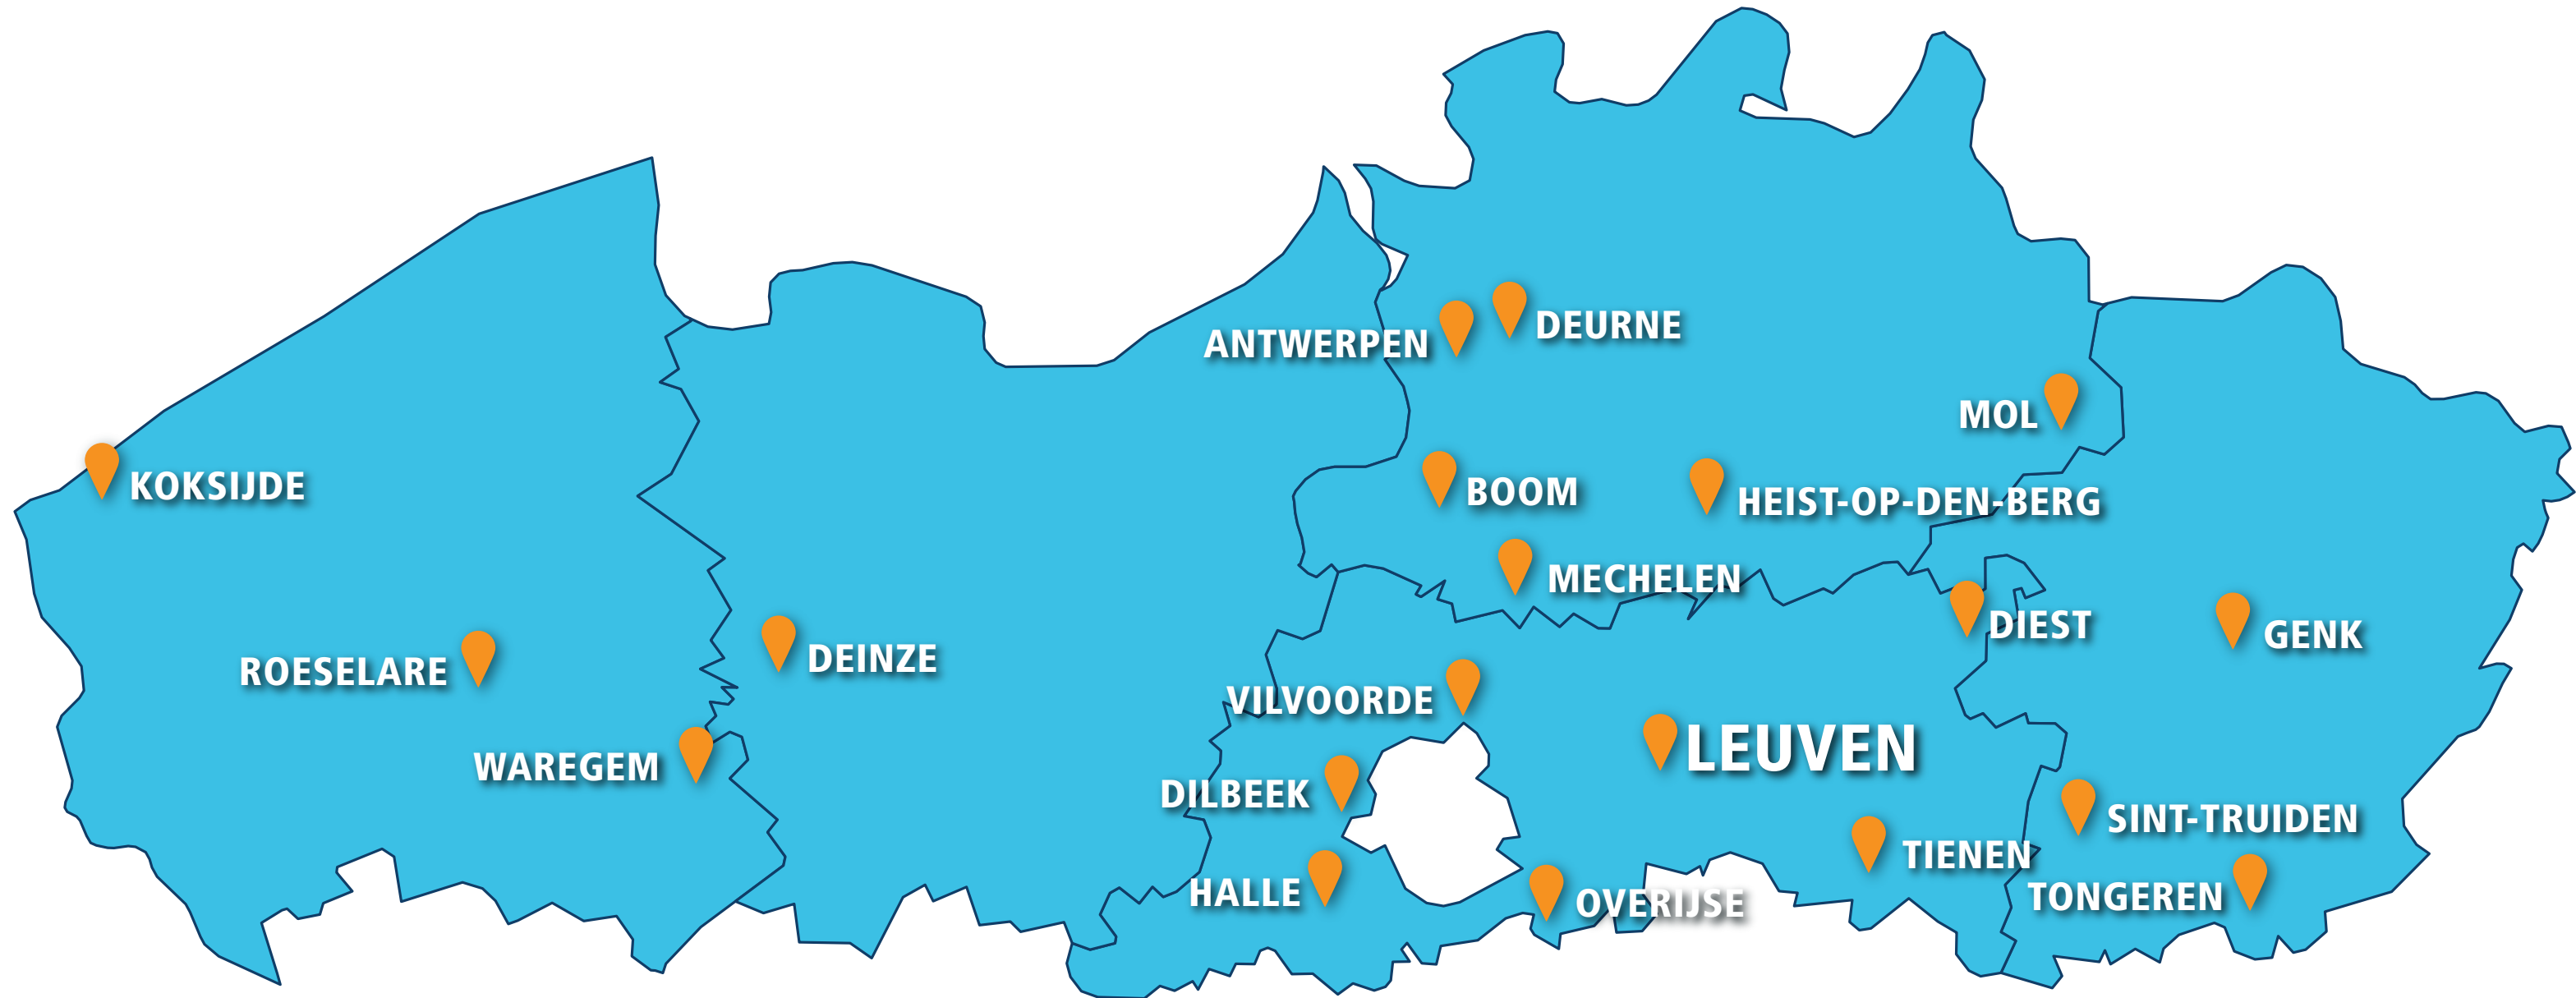 DEURNE
ANTWERPEN
MOL
KOKSIJDE
BOOM
HEIST-OP-DEN-BERG
MECHELEN
DIEST
GENK
ROESELARE
DEINZE
VILVOORDE
LEUVEN
WAREGEM
DILBEEK
SINT-TRUIDEN
TIENEN
HALLE
OVERIJSE
TONGEREN